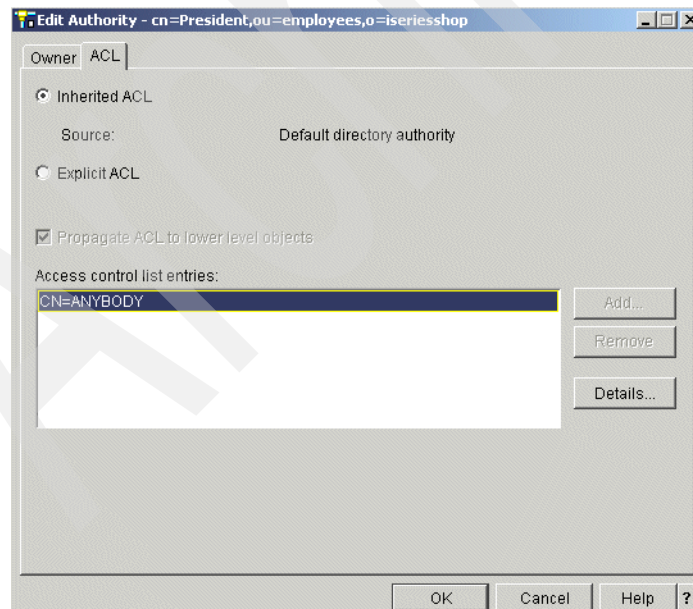 Edit Authority - cn=President,ou=employees,o=iseriesshop
Owner ACL
Inherited ACL
Source: Default directory authority
Explicit ACL
Propagate ACL to lower level objects
Access control list entries:
CN=ANYBODY
Add...
Remove
Details...
OK Cancel Help ?